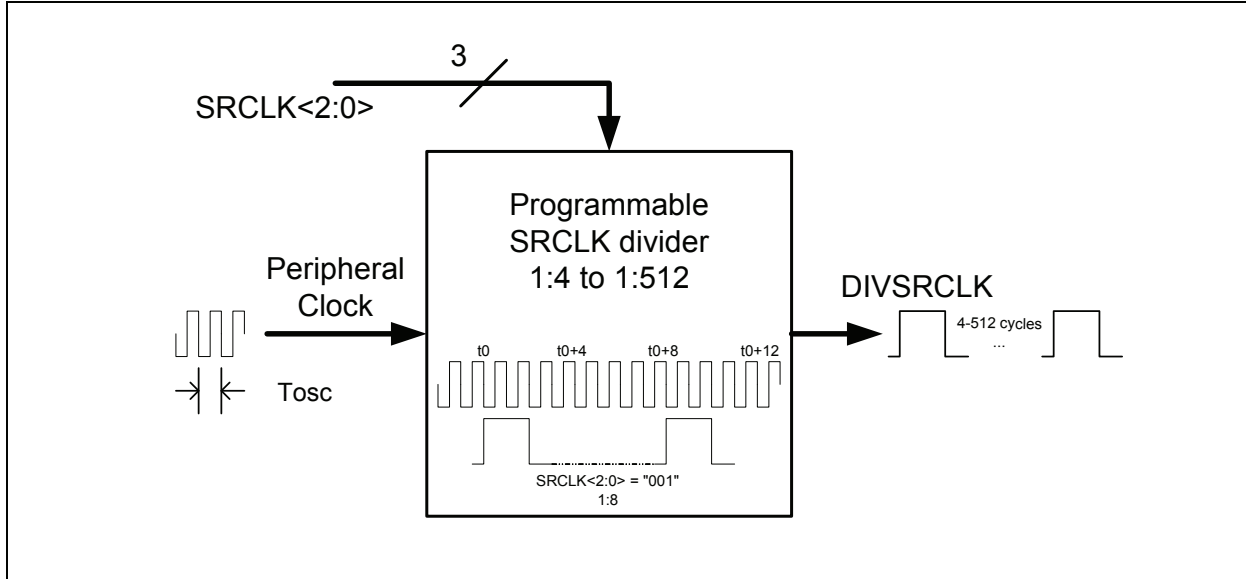 3
SRCLK<2:0>
Programmable
SRCLK divider
1:4 to 1:512
Peripheral
Clock
DIVSRCLK
4-512 cycles
...
t0 t0+4 t0+8 t0+12
Tosc
SRCLK<2:0> = "001"
1:8